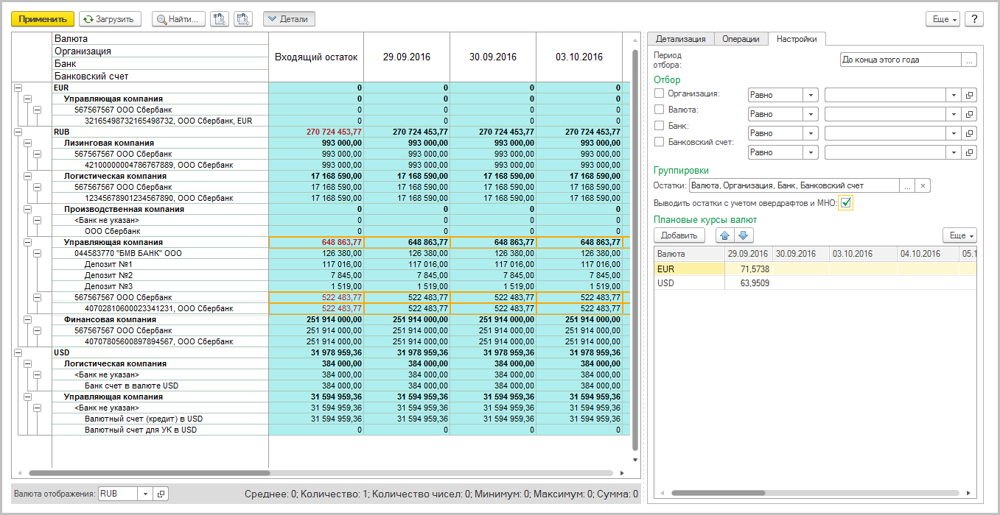 Применить Загрузить Найти... Детали Еще ?
Валюта
Организация
Банк
Банковский счет
Входящий остаток 29.09.2016 30.09.2016 03.10.2016
EUR 0 0 0 0
Управляющая компания 0 0 0 0
567567567 ООО Сбербанк 0 0 0 0
32165498732165498732, ООО Сбербанк, EUR 0 0 0 0
RUB 270 724 453,77 270 724 453,77 270 724 453,77 270 724 453,77
Лизинговая компания 993 000,00 993 000,00 993 000,00 993 000,00
567567567 ООО Сбербанк 993 000,00 993 000,00 993 000,00 993 000,00
42100000004786767889, ООО Сбербанк 993 000,00 993 000,00 993 000,00 993 000,00
Логистическая компания 17 168 590,00 17 168 590,00 17 168 590,00 17 168 590,00
567567567 ООО Сбербанк 17 168 590,00 17 168 590,00 17 168 590,00 17 168 590,00
12345678901234567890, ООО Сбербанк 17 168 590,00 17 168 590,00 17 168 590,00 17 168 590,00
Производственная компания 0 0 0 0
<Банк не указан> 0 0 0 0
ООО Сбербанк 0 0 0 0
Управляющая компания 648 863,77 648 863,77 648 863,77 648 863,77
044583770 "БМВ БАНК" ООО 126 380,00 126 380,00 126 380,00 126 380,00
Депозит №1 117 016,00 117 016,00 117 016,00 117 016,00
Депозит №2 7 845,00 7 845,00 7 845,00 7 845,00
Депозит №3 1 519,00 1 519,00 1 519,00 1 519,00
567567567 ООО Сбербанк 522 483,77 522 483,77 522 483,77 522 483,77
40702810600023341231, ООО Сбербанк 522 483,77 522 483,77 522 483,77 522 483,77
Финансовая компания 251 914 000,00 251 914 000,00 251 914 000,00 251 914 000,00
567567567 ООО Сбербанк 251 914 000,00 251 914 000,00 251 914 000,00 251 914 000,00
40707805600897894567, ООО Сбербанк 251 914 000,00 251 914 000,00 251 914 000,00 251 914 000,00
USD 31 978 959,36 31 978 959,36 31 978 959,36 31 978 959,36
Логистическая компания 384 000,00 384 000,00 384 000,00 384 000,00
<Банк не указан> 384 000,00 384 000,00 384 000,00 384 000,00
Банк счет в валюте USD 384 000,00 384 000,00 384 000,00 384 000,00
Управляющая компания 31 594 959,36 31 594 959,36 31 594 959,36 31 594 959,36
<Банк не указан> 31 594 959,36 31 594 959,36 31 594 959,36 31 594 959,36
Валютный счет (кредит) в USD 31 594 959,36 31 594 959,36 31 594 959,36 31 594 959,36
Валютный счет для УК в USD 0 0 0 0
Валюта отображения: RUB Среднее: 0; Количество: 1; Количество чисел: 0; Минимум: 0; Максимум: 0; Сумма: 0
Детализация Операции Настройки
Период
отбора: До конца этого года ...
Отбор
Организация: Равно
Валюта: Равно
Банк: Равно
Банковский счет: Равно
Группировки
Остатки: Валюта, Организация, Банк, Банковский счет ... ×
Выводить остатки с учетом овердрафтов и МНО:
Плановые курсы валют
Добавить Еще
Валюта 29.09.2016 30.09.2016 03.10.2016 04.10.2016 05.1
EUR 71,5738
USD 63,9509